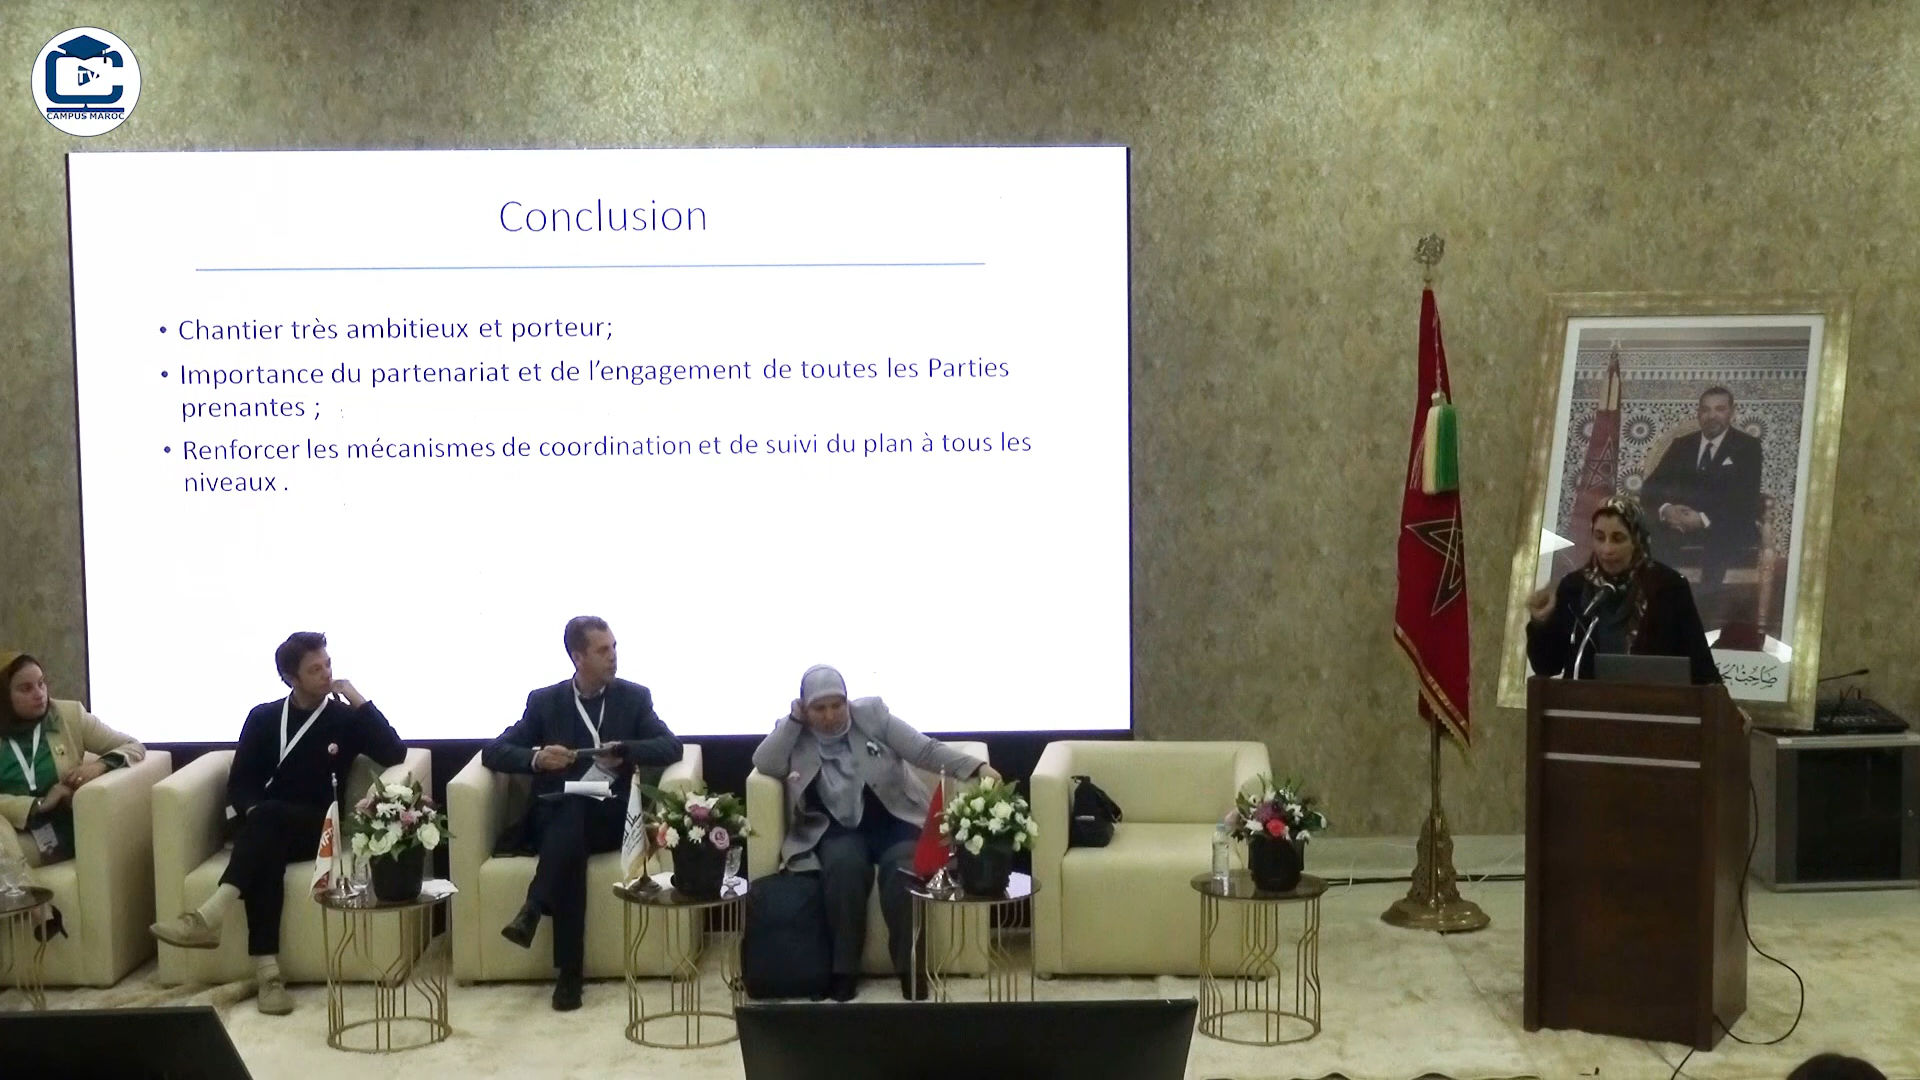 TV
CAMPUS MAROC
Conclusion
• Chantier très ambitieux et porteur;
• Importance du partenariat et de l’engagement de toutes les Parties
prenantes ;
• Renforcer les mécanismes de coordination et de suivi du plan à tous les
niveaux .